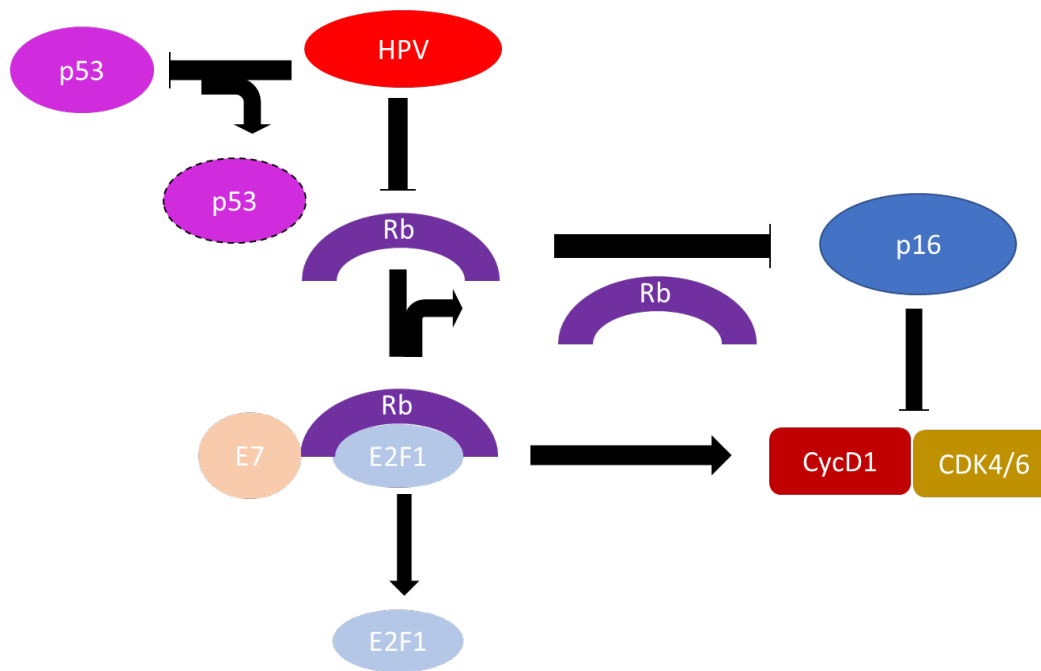 HPV
p53
p53
Rb
p16
Rb
Rb
E7
E2F1
CycD1
CDK4/6
E2F1